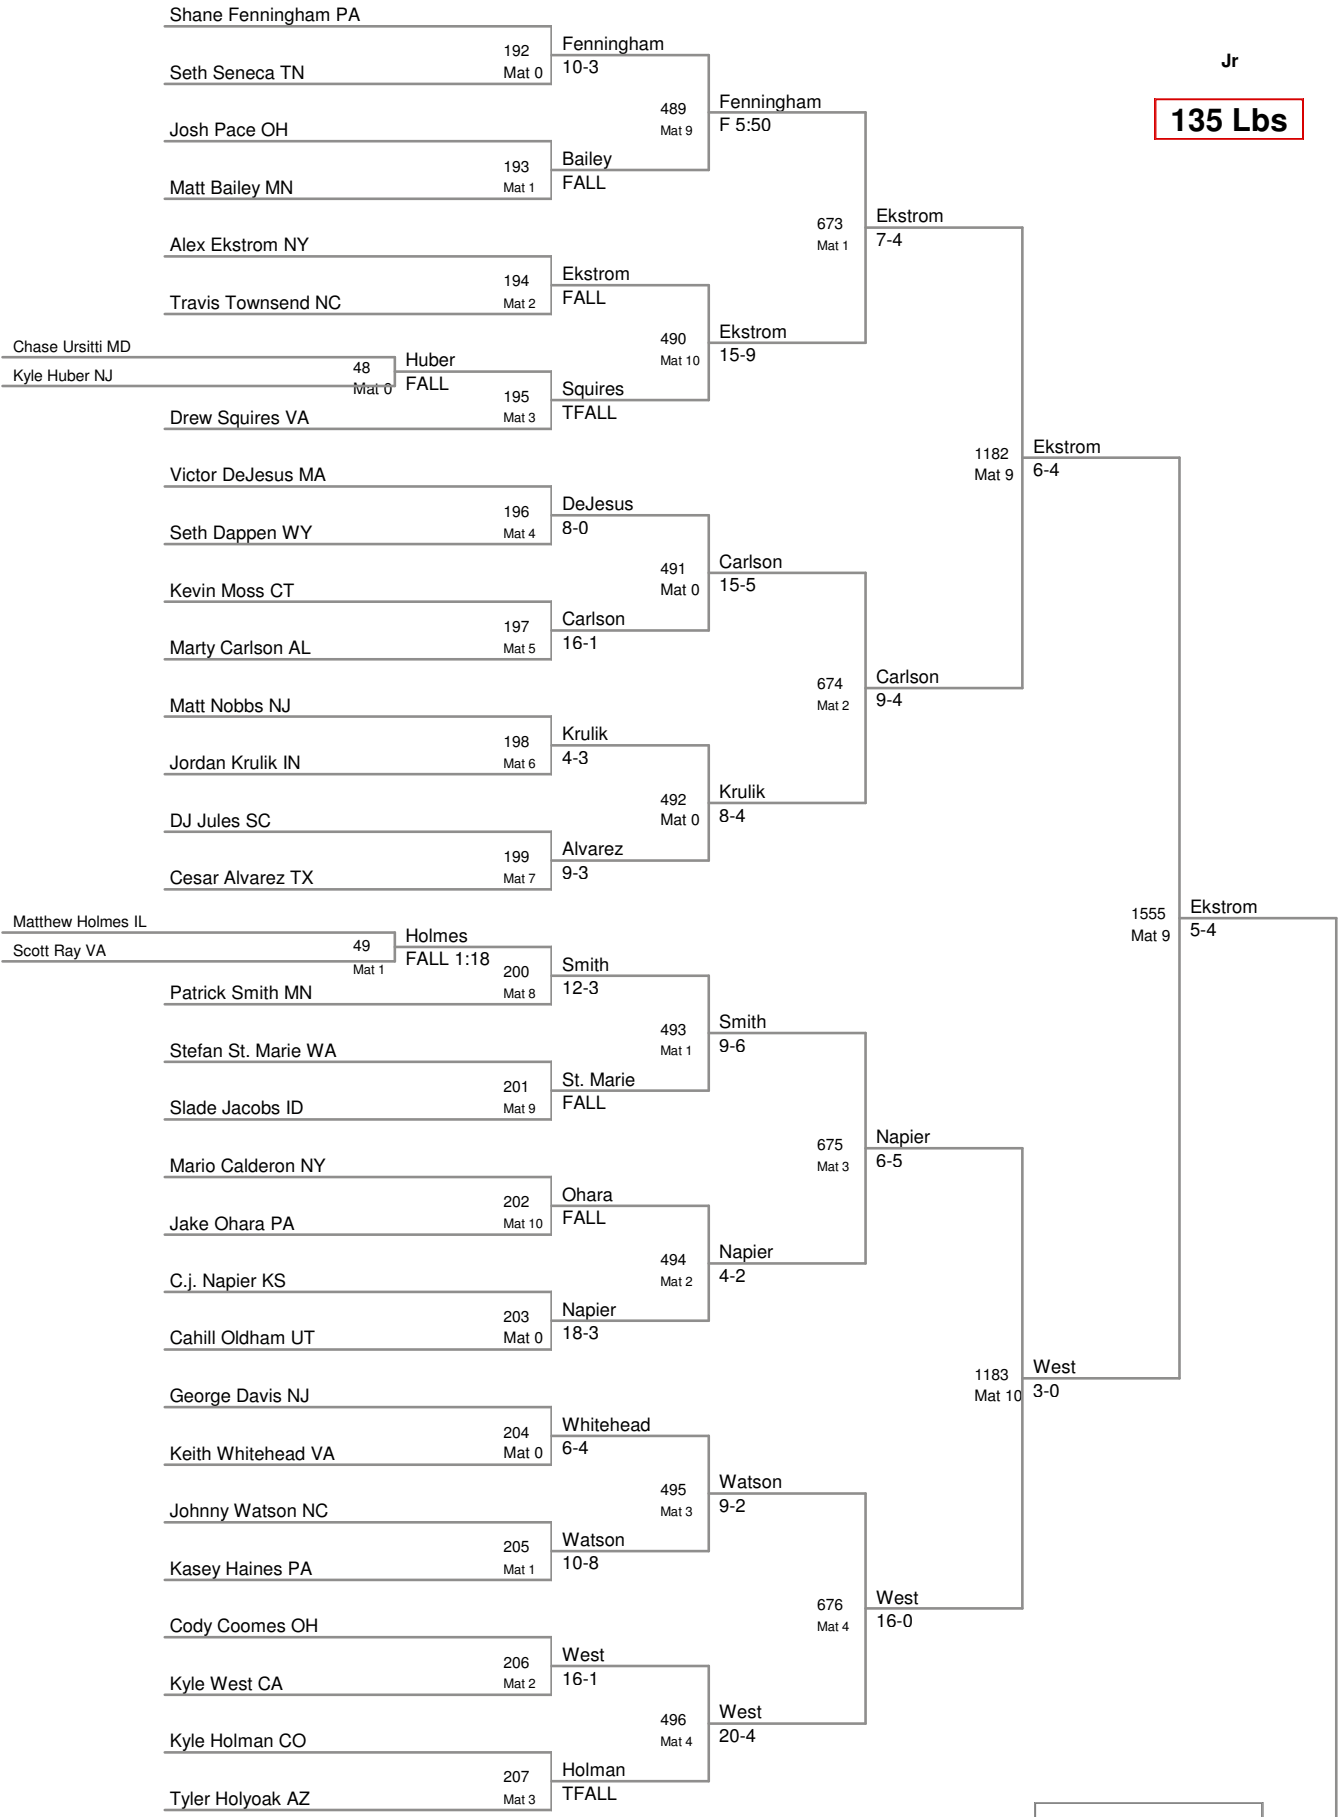 Shane Fenningham PA
192
Mat 0
Fenningham
10-3
Seth Seneca TN
Jr
135 Lbs
489
Mat 9
Fenningham
F 5:50
Josh Pace OH
193
Mat 1
Bailey
FALL
Matt Bailey MN
673
Mat 1
Ekstrom
7-4
Alex Ekstrom NY
194
Mat 2
Ekstrom
FALL
Travis Townsend NC
490
Mat 10
Ekstrom
15-9
Chase Ursitti MD
Kyle Huber NJ
48
Mat 0
Huber
FALL
195
Mat 3
Squires
TFALL
Drew Squires VA
1182
Mat 9
Ekstrom
6-4
Victor DeJesus MA
196
Mat 4
DeJesus
8-0
Seth Dappen WY
491
Mat 0
Carlson
15-5
Kevin Moss CT
197
Mat 5
Carlson
16-1
Marty Carlson AL
674
Mat 2
Carlson
9-4
Matt Nobbs NJ
198
Mat 6
Krulik
4-3
Jordan Krulik IN
492
Mat 0
Krulik
8-4
DJ Jules SC
199
Mat 7
Alvarez
9-3
Cesar Alvarez TX
1555
Mat 9
Ekstrom
5-4
Matthew Holmes IL
Scott Ray VA
49
Mat 1
Holmes
FALL 1:18
200
Mat 8
Smith
12-3
Patrick Smith MN
493
Mat 1
Smith
9-6
Stefan St. Marie WA
201
Mat 9
St. Marie
FALL
Slade Jacobs ID
675
Mat 3
Napier
6-5
Mario Calderon NY
202
Mat 10
Ohara
FALL
Jake Ohara PA
494
Mat 2
Napier
4-2
C.j. Napier KS
203
Mat 0
Napier
18-3
Cahill Oldham UT
1183
Mat 10
West
3-0
George Davis NJ
204
Mat 0
Whitehead
6-4
Keith Whitehead VA
495
Mat 3
Watson
9-2
Johnny Watson NC
205
Mat 1
Watson
10-8
Kasey Haines PA
676
Mat 4
West
16-0
Cody Coomes OH
206
Mat 2
West
16-1
Kyle West CA
496
Mat 4
West
20-4
Kyle Holman CO
207
Mat 3
Holman
TFALL
Tyler Holyoak AZ